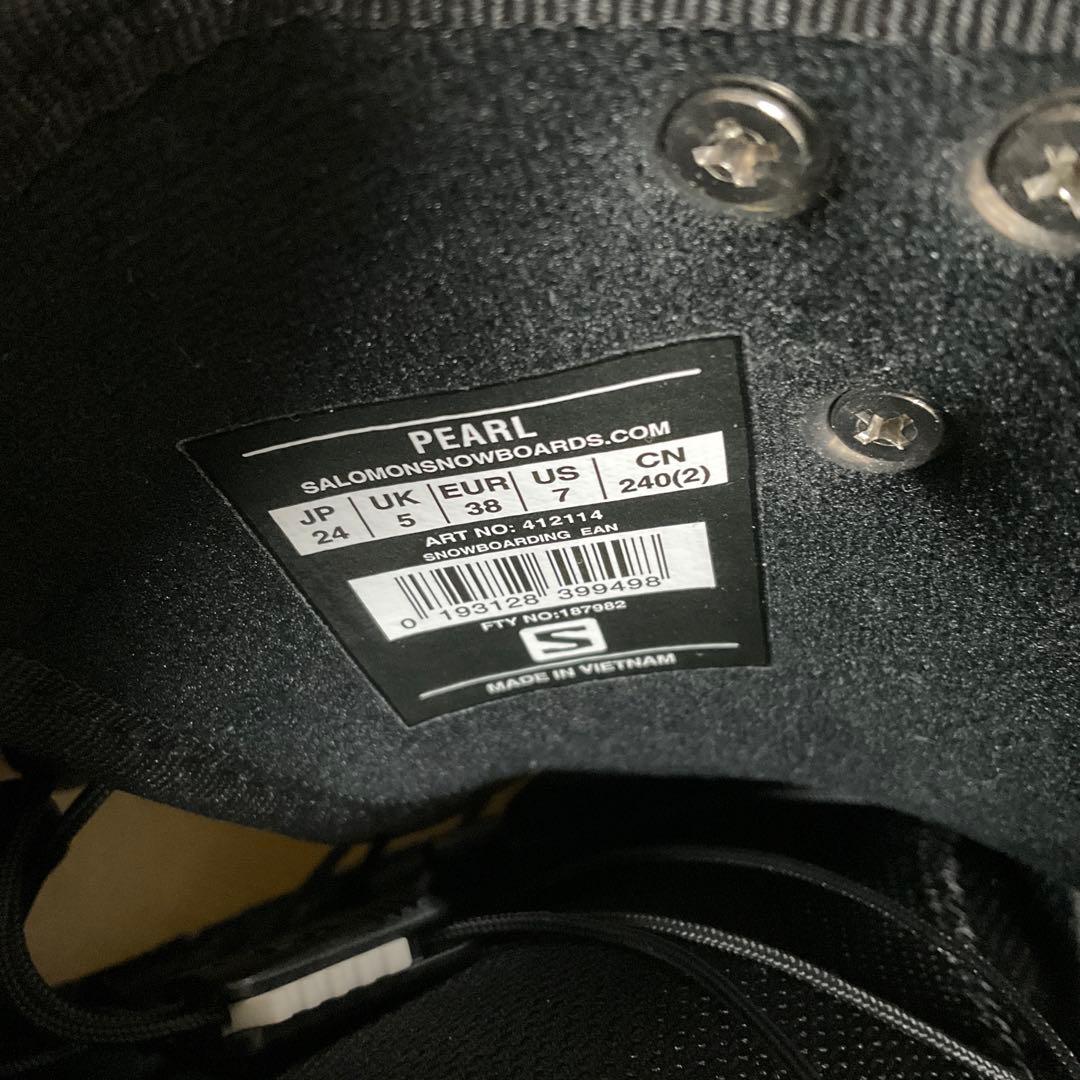 PEARL
SALOMONSNOWBOARDS.COM
JP UK EUR US CN
24 5 38 7 240(2)
ART NO: 412114
SNOWBOARDING EAN
0 193128 399498
FTY NO:187982
S
MADE IN VIETNAM